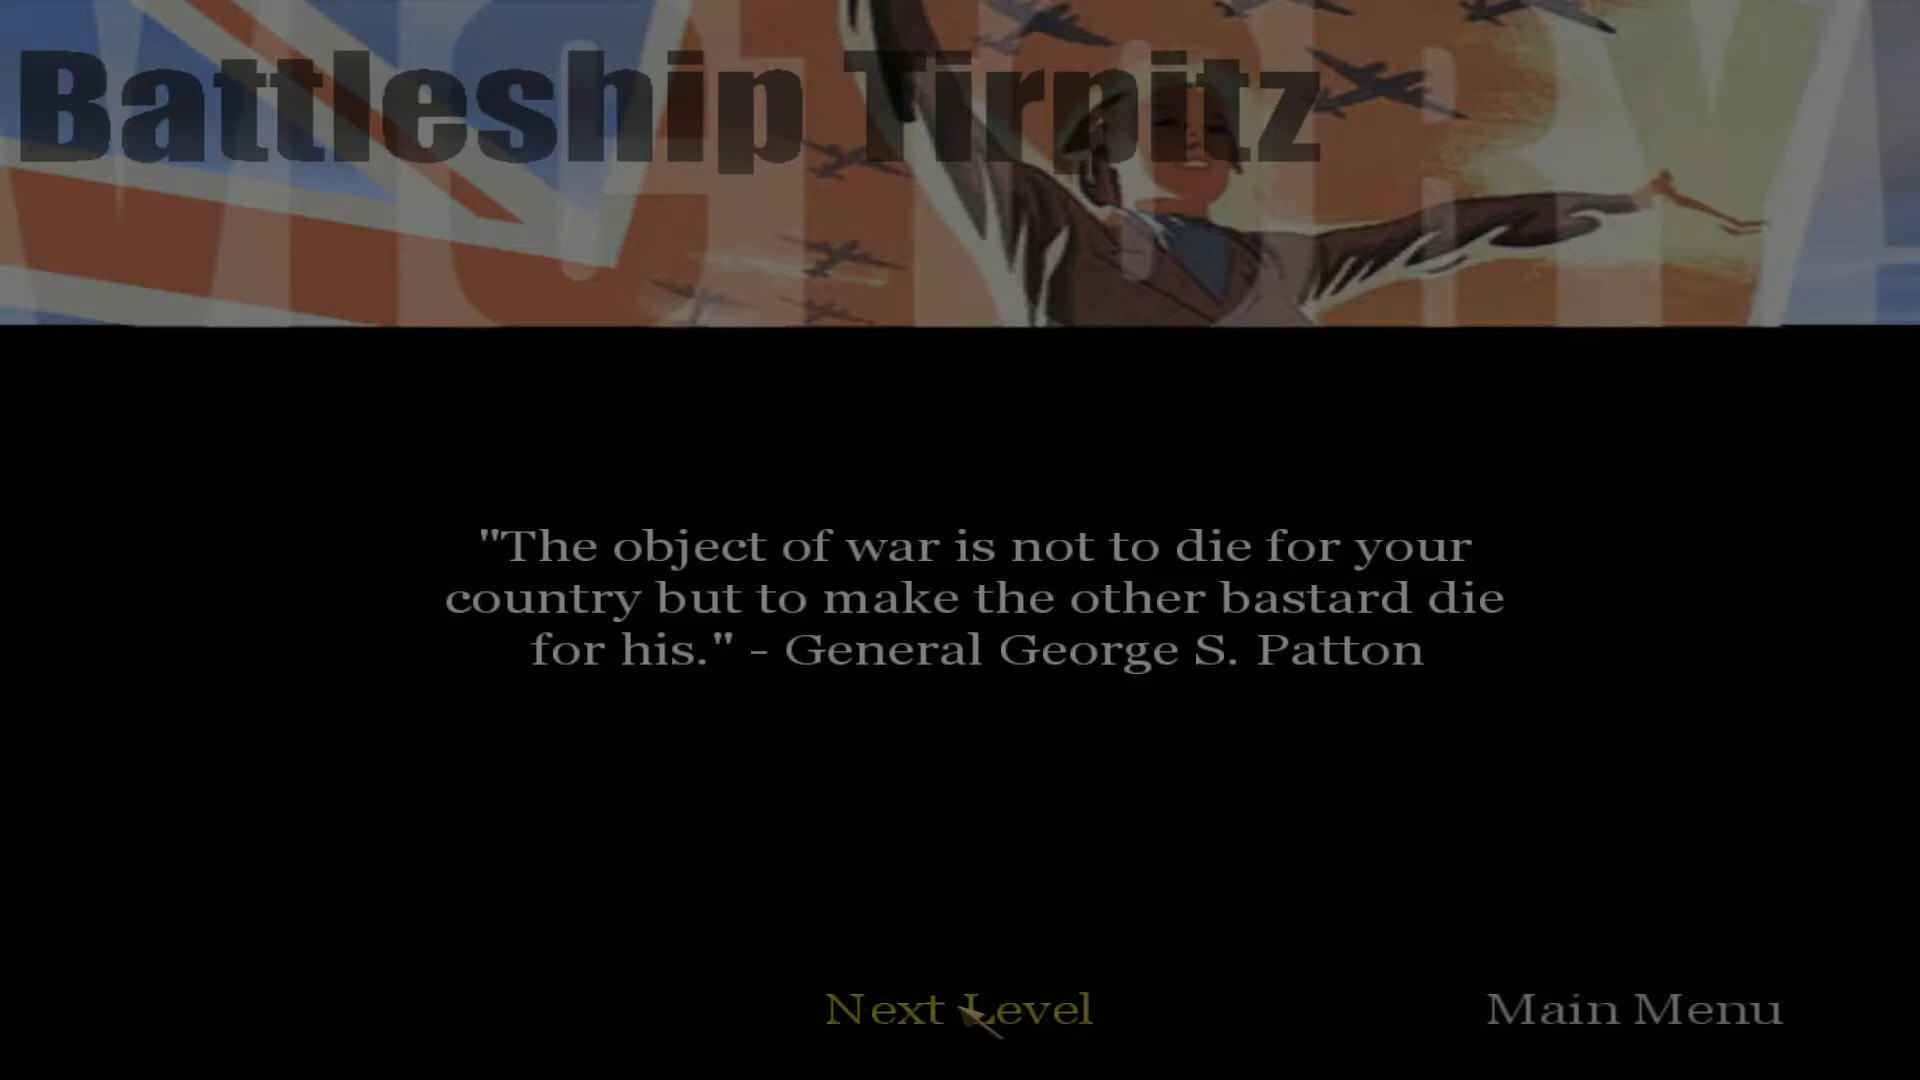 Battleship Tirpitz
VICTORY
"The object of war is not to die for your
country but to make the other bastard die
for his." - General George S. Patton
Next Level
Main Menu